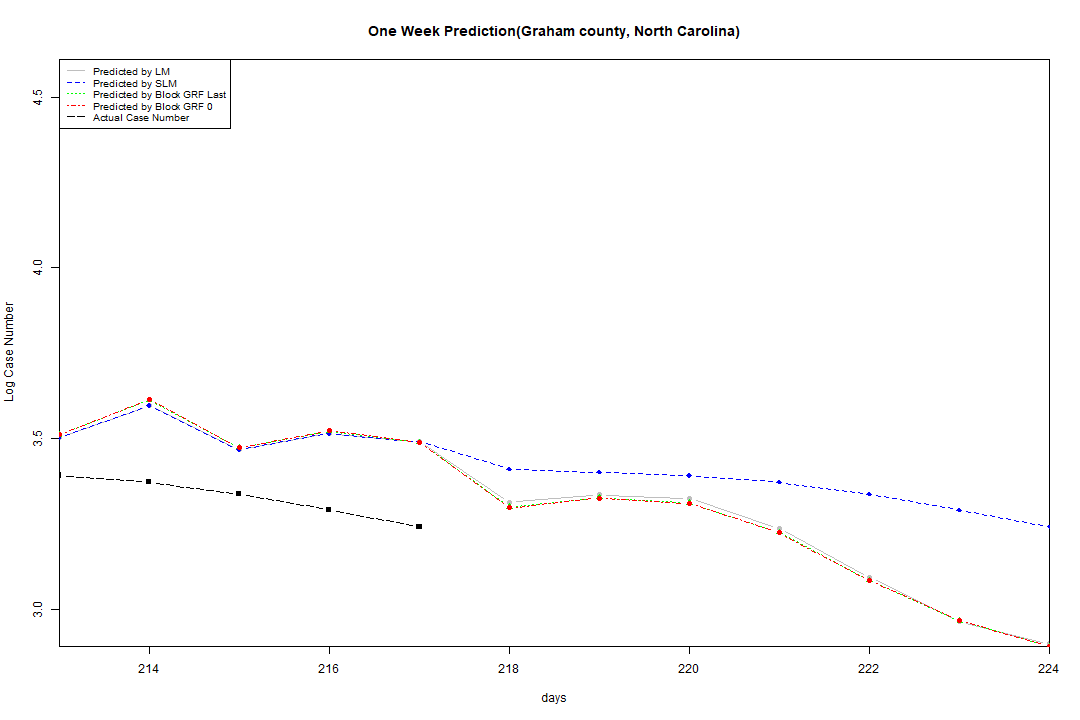 One Week Prediction(Graham county, North Carolina)
Predicted by LM
Predicted by SLM
Predicted by Block GRF Last
Predicted by Block GRF 0
Actual Case Number
4.5
4.0
3.5
3.0
Log Case Number
214 216 218 220 222 224
days